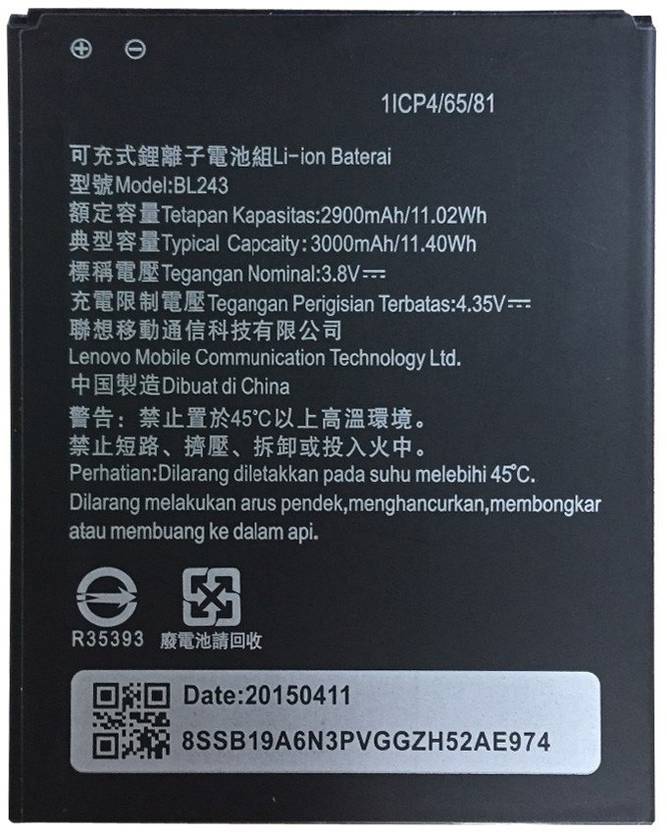 1ICP4/65/81
可充式鋰離子電池組Li-ion Baterai
型號Model:BL243
額定容量Tetapan Kapasitas:2900mAh/11.02Wh
典型容量Typical Capcaity: 3000mAh/11.40Wh
標稱電壓Tegangan Nominal:3.8V⎓
充電限制電壓Tegangan Perigisian Terbatas:4.35V⎓
聯想移動通信科技有限公司
Lenovo Mobile Communication Technology Ltd.
中国製造Dibuat di China
警告：禁止置於45℃以上高溫環境。
禁止短路、擠壓、拆卸或投入火中。
Perhatian:Dilarang diletakkan pada suhu melebihi 45℃.
Dilarang melakukan arus pendek,menghancurkan,membongkar
atau membuang ke dalam api.
R35393 廢電池請回收
Date:20150411
8SSB19A6N3PVGGZH52AE974